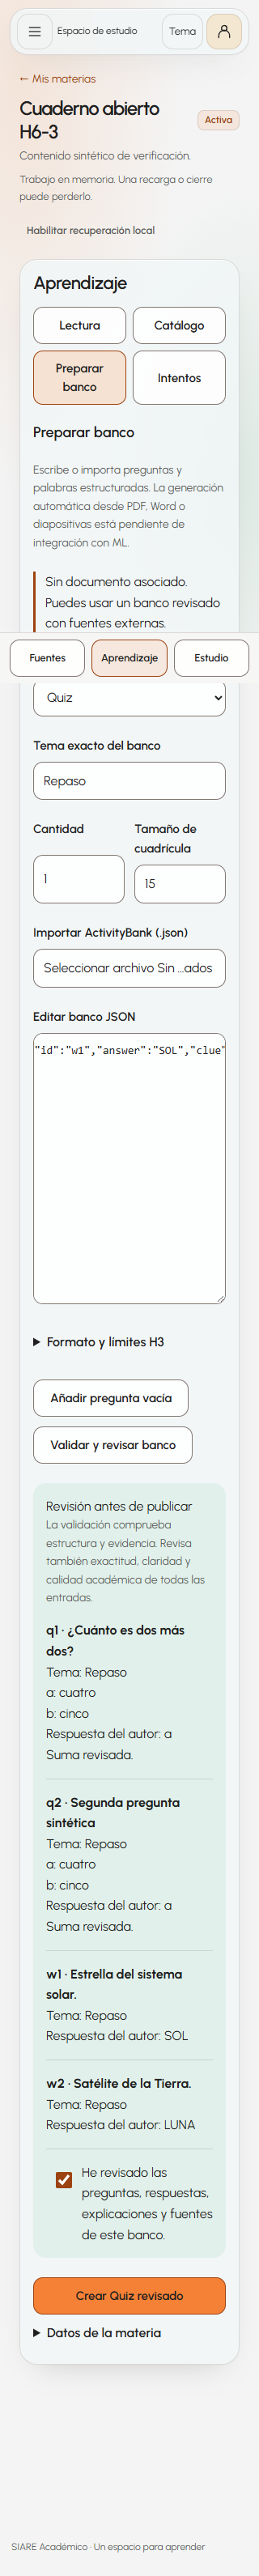 Espacio de estudio
Tema
← Mis materias
Cuaderno abierto
H6-3
Activa
Contenido sintético de verificación.
Trabajo en memoria. Una recarga o cierre
puede perderlo.
Habilitar recuperación local
Aprendizaje
Lectura
Catálogo
Preparar
banco
Intentos
Preparar banco
Escribe o importa preguntas y
palabras estructuradas. La generación
automática desde PDF, Word o
diapositivas está pendiente de
integración con ML.
Sin documento asociado.
Puedes usar un banco revisado
con fuentes externas.
Fuentes
Aprendizaje
Estudio
Quiz
Tema exacto del banco
Repaso
Cantidad
Tamaño de
cuadrícula
1
15
Importar ActivityBank (.json)
Seleccionar archivo Sin ...ados
Editar banco JSON
"id":"w1","answer":"SOL","clue"
Formato y límites H3
Añadir pregunta vacía
Validar y revisar banco
Revisión antes de publicar
La validación comprueba
estructura y evidencia. Revisa
también exactitud, claridad y
calidad académica de todas las
entradas.
q1 · ¿Cuánto es dos más
dos?
Tema: Repaso
a: cuatro
b: cinco
Respuesta del autor: a
Suma revisada.
q2 · Segunda pregunta
sintética
Tema: Repaso
a: cuatro
b: cinco
Respuesta del autor: a
Suma revisada.
w1 · Estrella del sistema
solar.
Tema: Repaso
Respuesta del autor: SOL
w2 · Satélite de la Tierra.
Tema: Repaso
Respuesta del autor: LUNA
He revisado las
preguntas, respuestas,
explicaciones y fuentes
de este banco.
Crear Quiz revisado
Datos de la materia
SIARE Académico · Un espacio para aprender